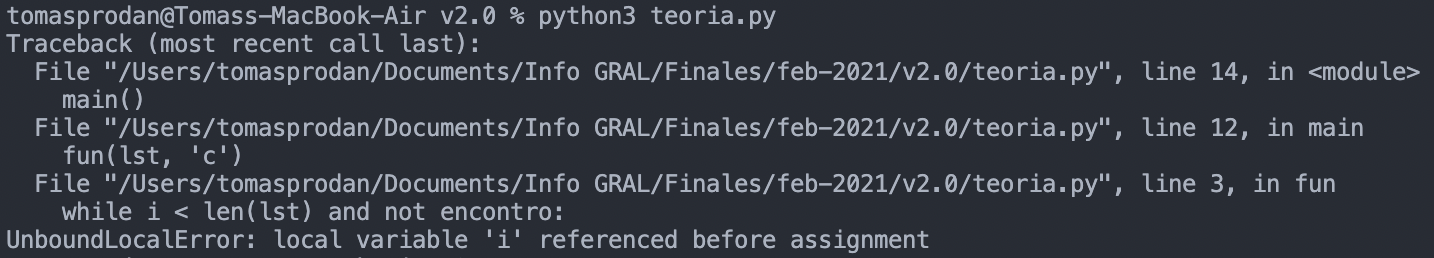 tomasprodan@Tomass-MacBook-Air v2.0 % python3 teoria.py
Traceback (most recent call last):
  File "/Users/tomasprodan/Documents/Info GRAL/Finales/feb-2021/v2.0/teoria.py", line 14, in <module>
    main()
  File "/Users/tomasprodan/Documents/Info GRAL/Finales/feb-2021/v2.0/teoria.py", line 12, in main
    fun(lst, 'c')
  File "/Users/tomasprodan/Documents/Info GRAL/Finales/feb-2021/v2.0/teoria.py", line 3, in fun
    while i < len(lst) and not encontro:
UnboundLocalError: local variable 'i' referenced before assignment